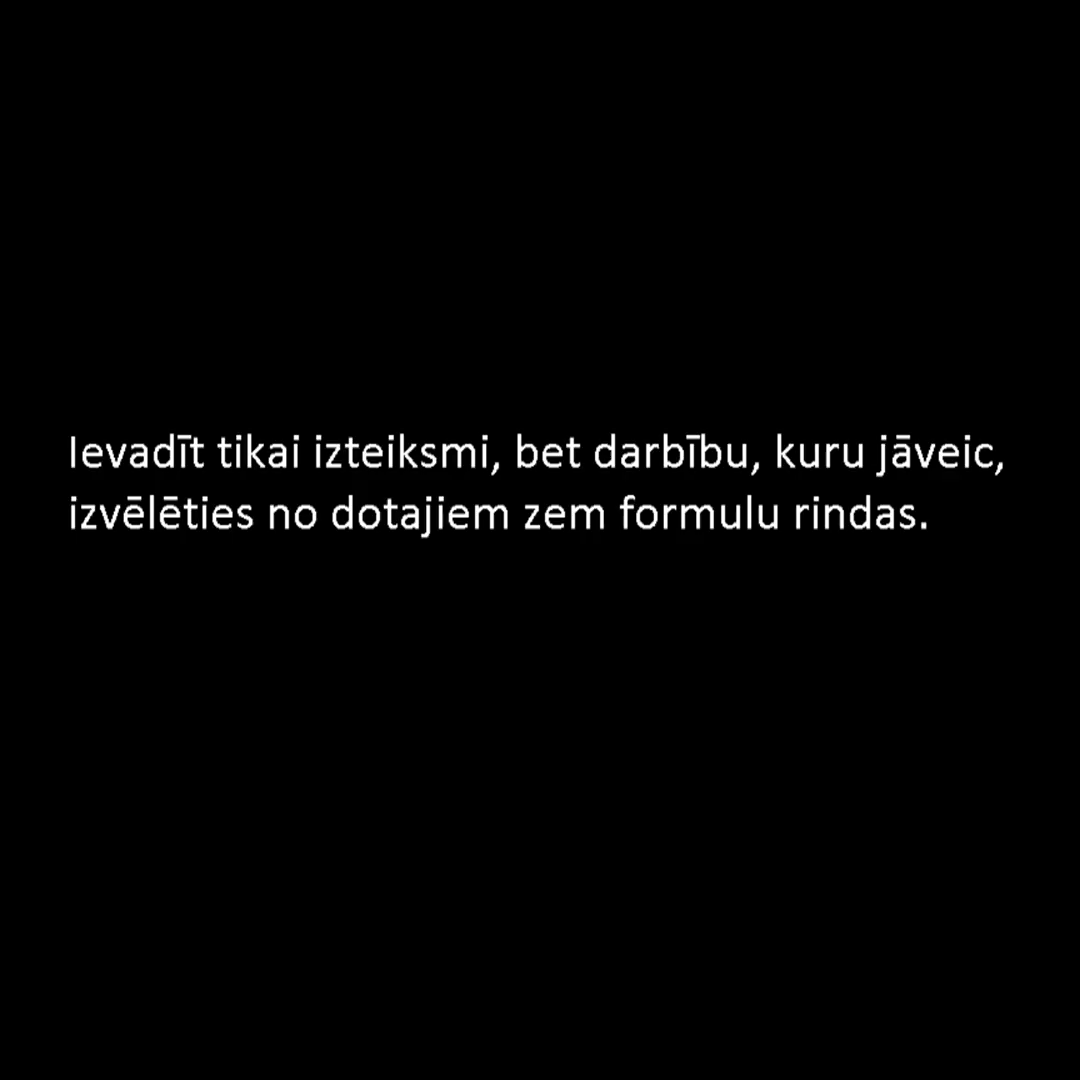 Ievadīt tikai izteiksmi, bet darbību, kuru jāveic,
izvēlēties no dotajiem zem formulu rindas.